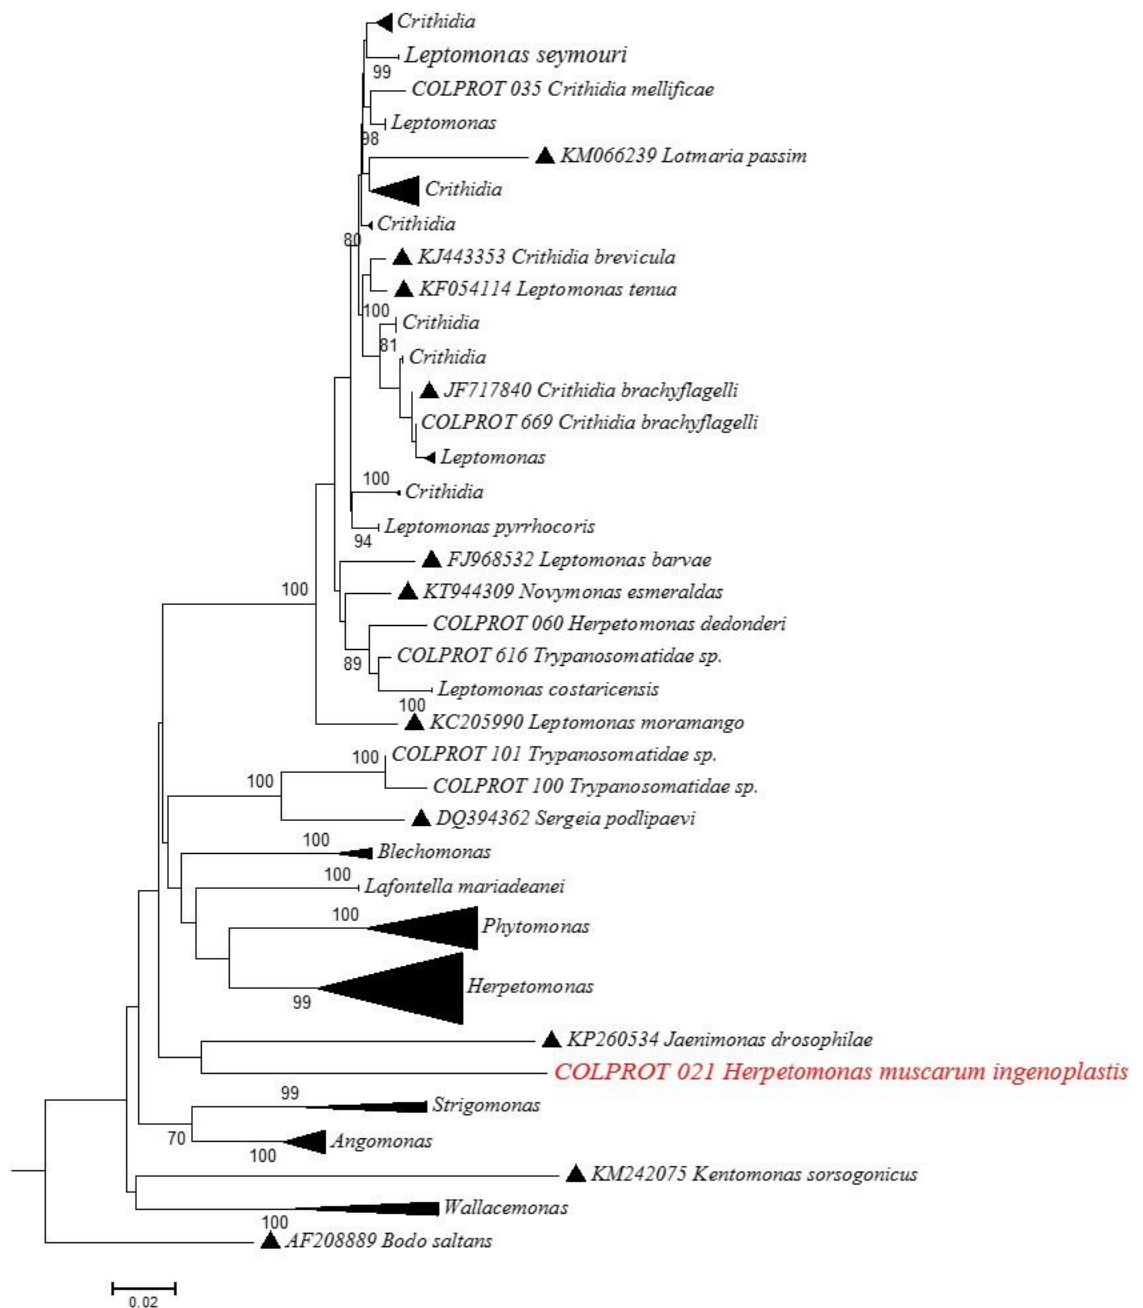 Crithidia
Leptomonas seymouri
99
COLPROT 035 Crithidia mellificae
Leptomonas
98
KM066239 Lotmaria passim
Crithidia
Crithidia
80
KJ443353 Crithidia brevicula
KF054114 Leptomonas tenua
100
Crithidia
81
Crithidia
JF717840 Crithidia brachyflagelli
COLPROT 669 Crithidia brachyflagelli
Leptomonas
100
Crithidia
Leptomonas pyrrhocoris
94
FJ968532 Leptomonas barvae
100
KT944309 Novymonas esmeraldas
COLPROT 060 Herpetomonas dedonderi
COLPROT 616 Trypanosomatidae sp.
89
Leptomonas costaricensis
100
KC205990 Leptomonas moramango
100
COLPROT 101 Trypanosomatidae sp.
100
COLPROT 100 Trypanosomatidae sp.
DQ394362 Sergeia podlipaevi
100
Blechomonas
100
Lafontella mariadeanei
100
Phytomonas
Herpetomonas
99
KP260534 Jaenimonas drosophilae
COLPROT 021 Herpetomonas muscarum ingenoplastis
99
Strigomonas
70
Angomonas
100
KM242075 Kentomonas sorsogonicus
Wallacemonas
100
AF208889 Bodo saltans
0.02